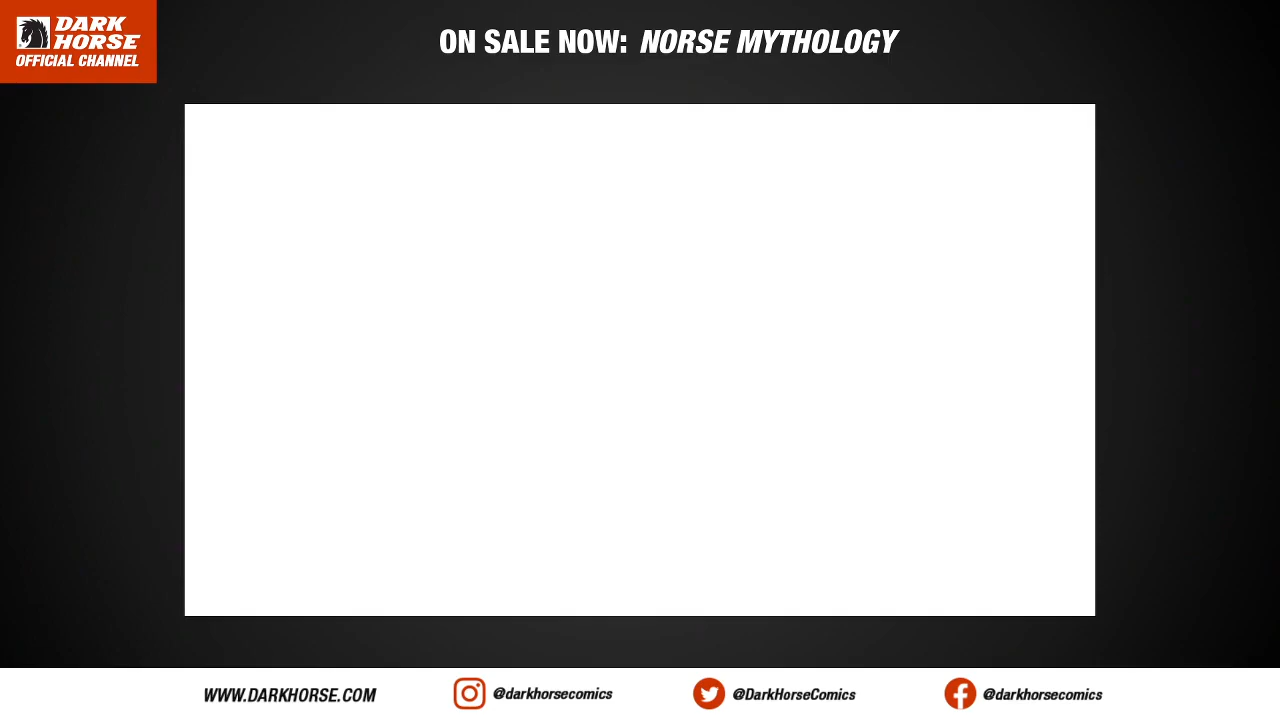 DARK
HORSE
OFFICIAL CHANNEL
ON SALE NOW: NORSE MYTHOLOGY
WWW.DARKHORSE.COM
@darkhorsecomics
@DarkHorseComics
@darkhorsecomics